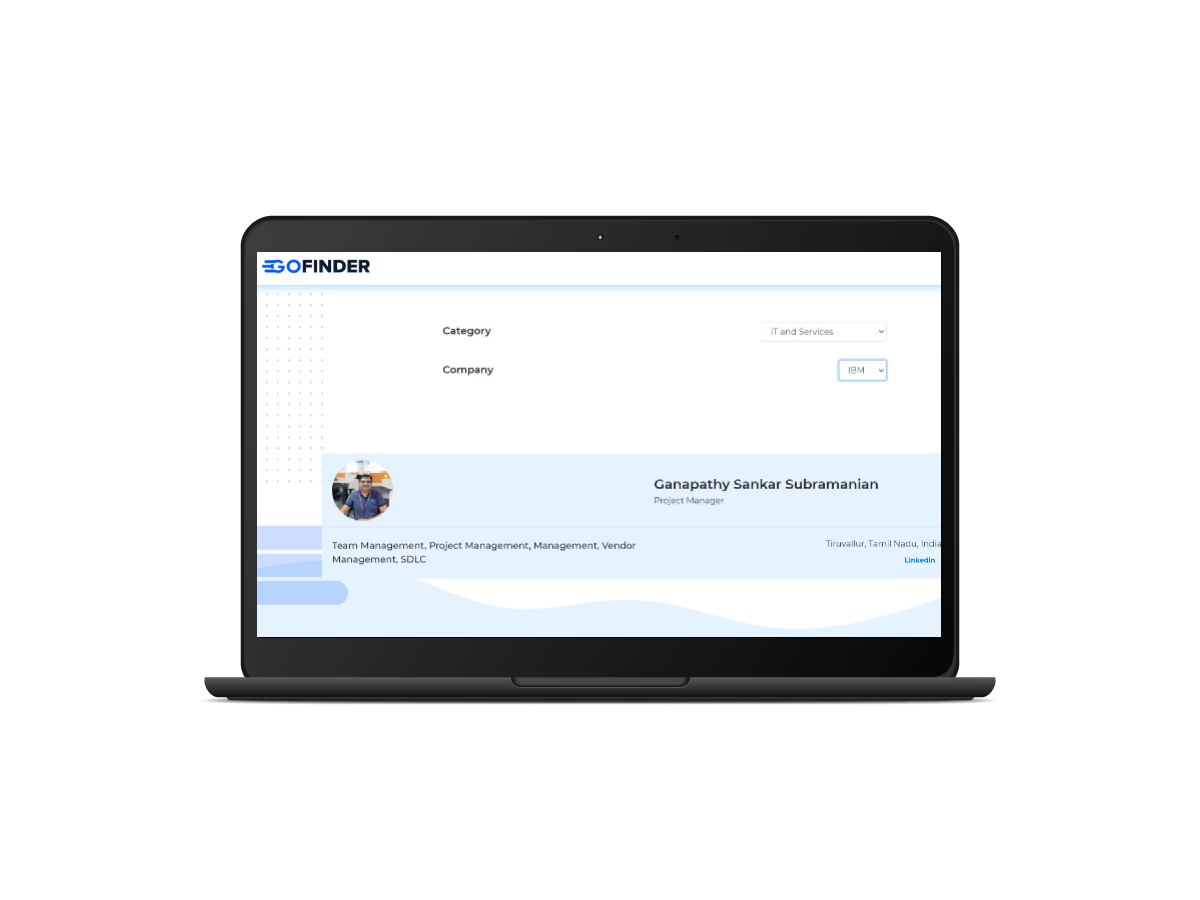 GOFINDER
Category
IT and Services
Company
IBM
Ganapathy Sankar Subramanian
Project Manager
Team Management, Project Management, Management, Vendor
Management, SDLC
Tiruvallur, Tamil Nadu, India
Linkedin